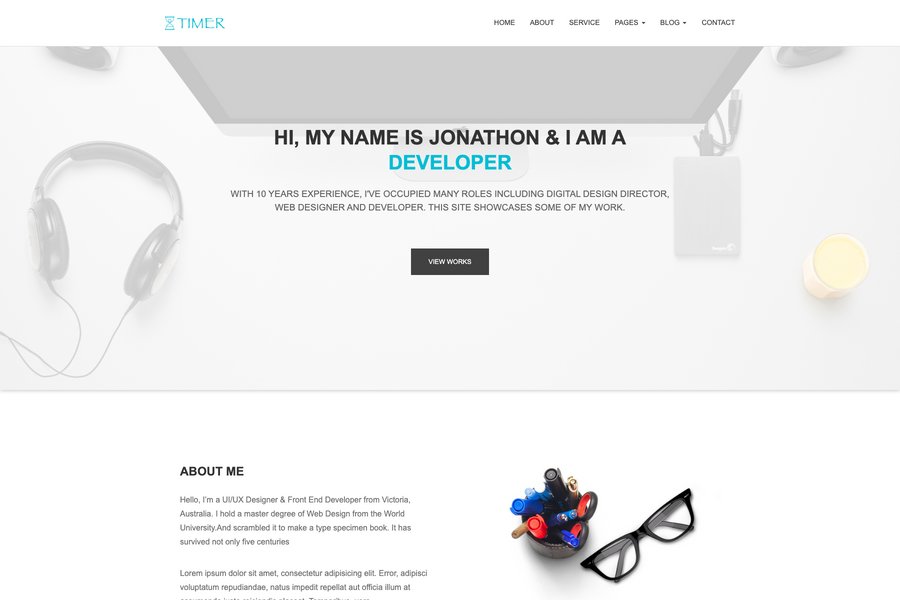 TIMER
HOME ABOUT SERVICE PAGES BLOG CONTACT
HI, MY NAME IS JONATHON & I AM A
DEVELOPER
WITH 10 YEARS EXPERIENCE, I'VE OCCUPIED MANY ROLES INCLUDING DIGITAL DESIGN DIRECTOR,
WEB DESIGNER AND DEVELOPER. THIS SITE SHOWCASES SOME OF MY WORK.
VIEW WORKS
ABOUT ME
Hello, I'm a UI/UX Designer & Front End Developer from Victoria,
Australia. I hold a master degree of Web Design from the World
University.And scrambled it to make a type specimen book. It has
survived not only five centuries
Lorem ipsum dolor sit amet, consectetur adipisicing elit. Error, adipisci
voluptatum repudiandae, natus impedit repellat aut officia illum at